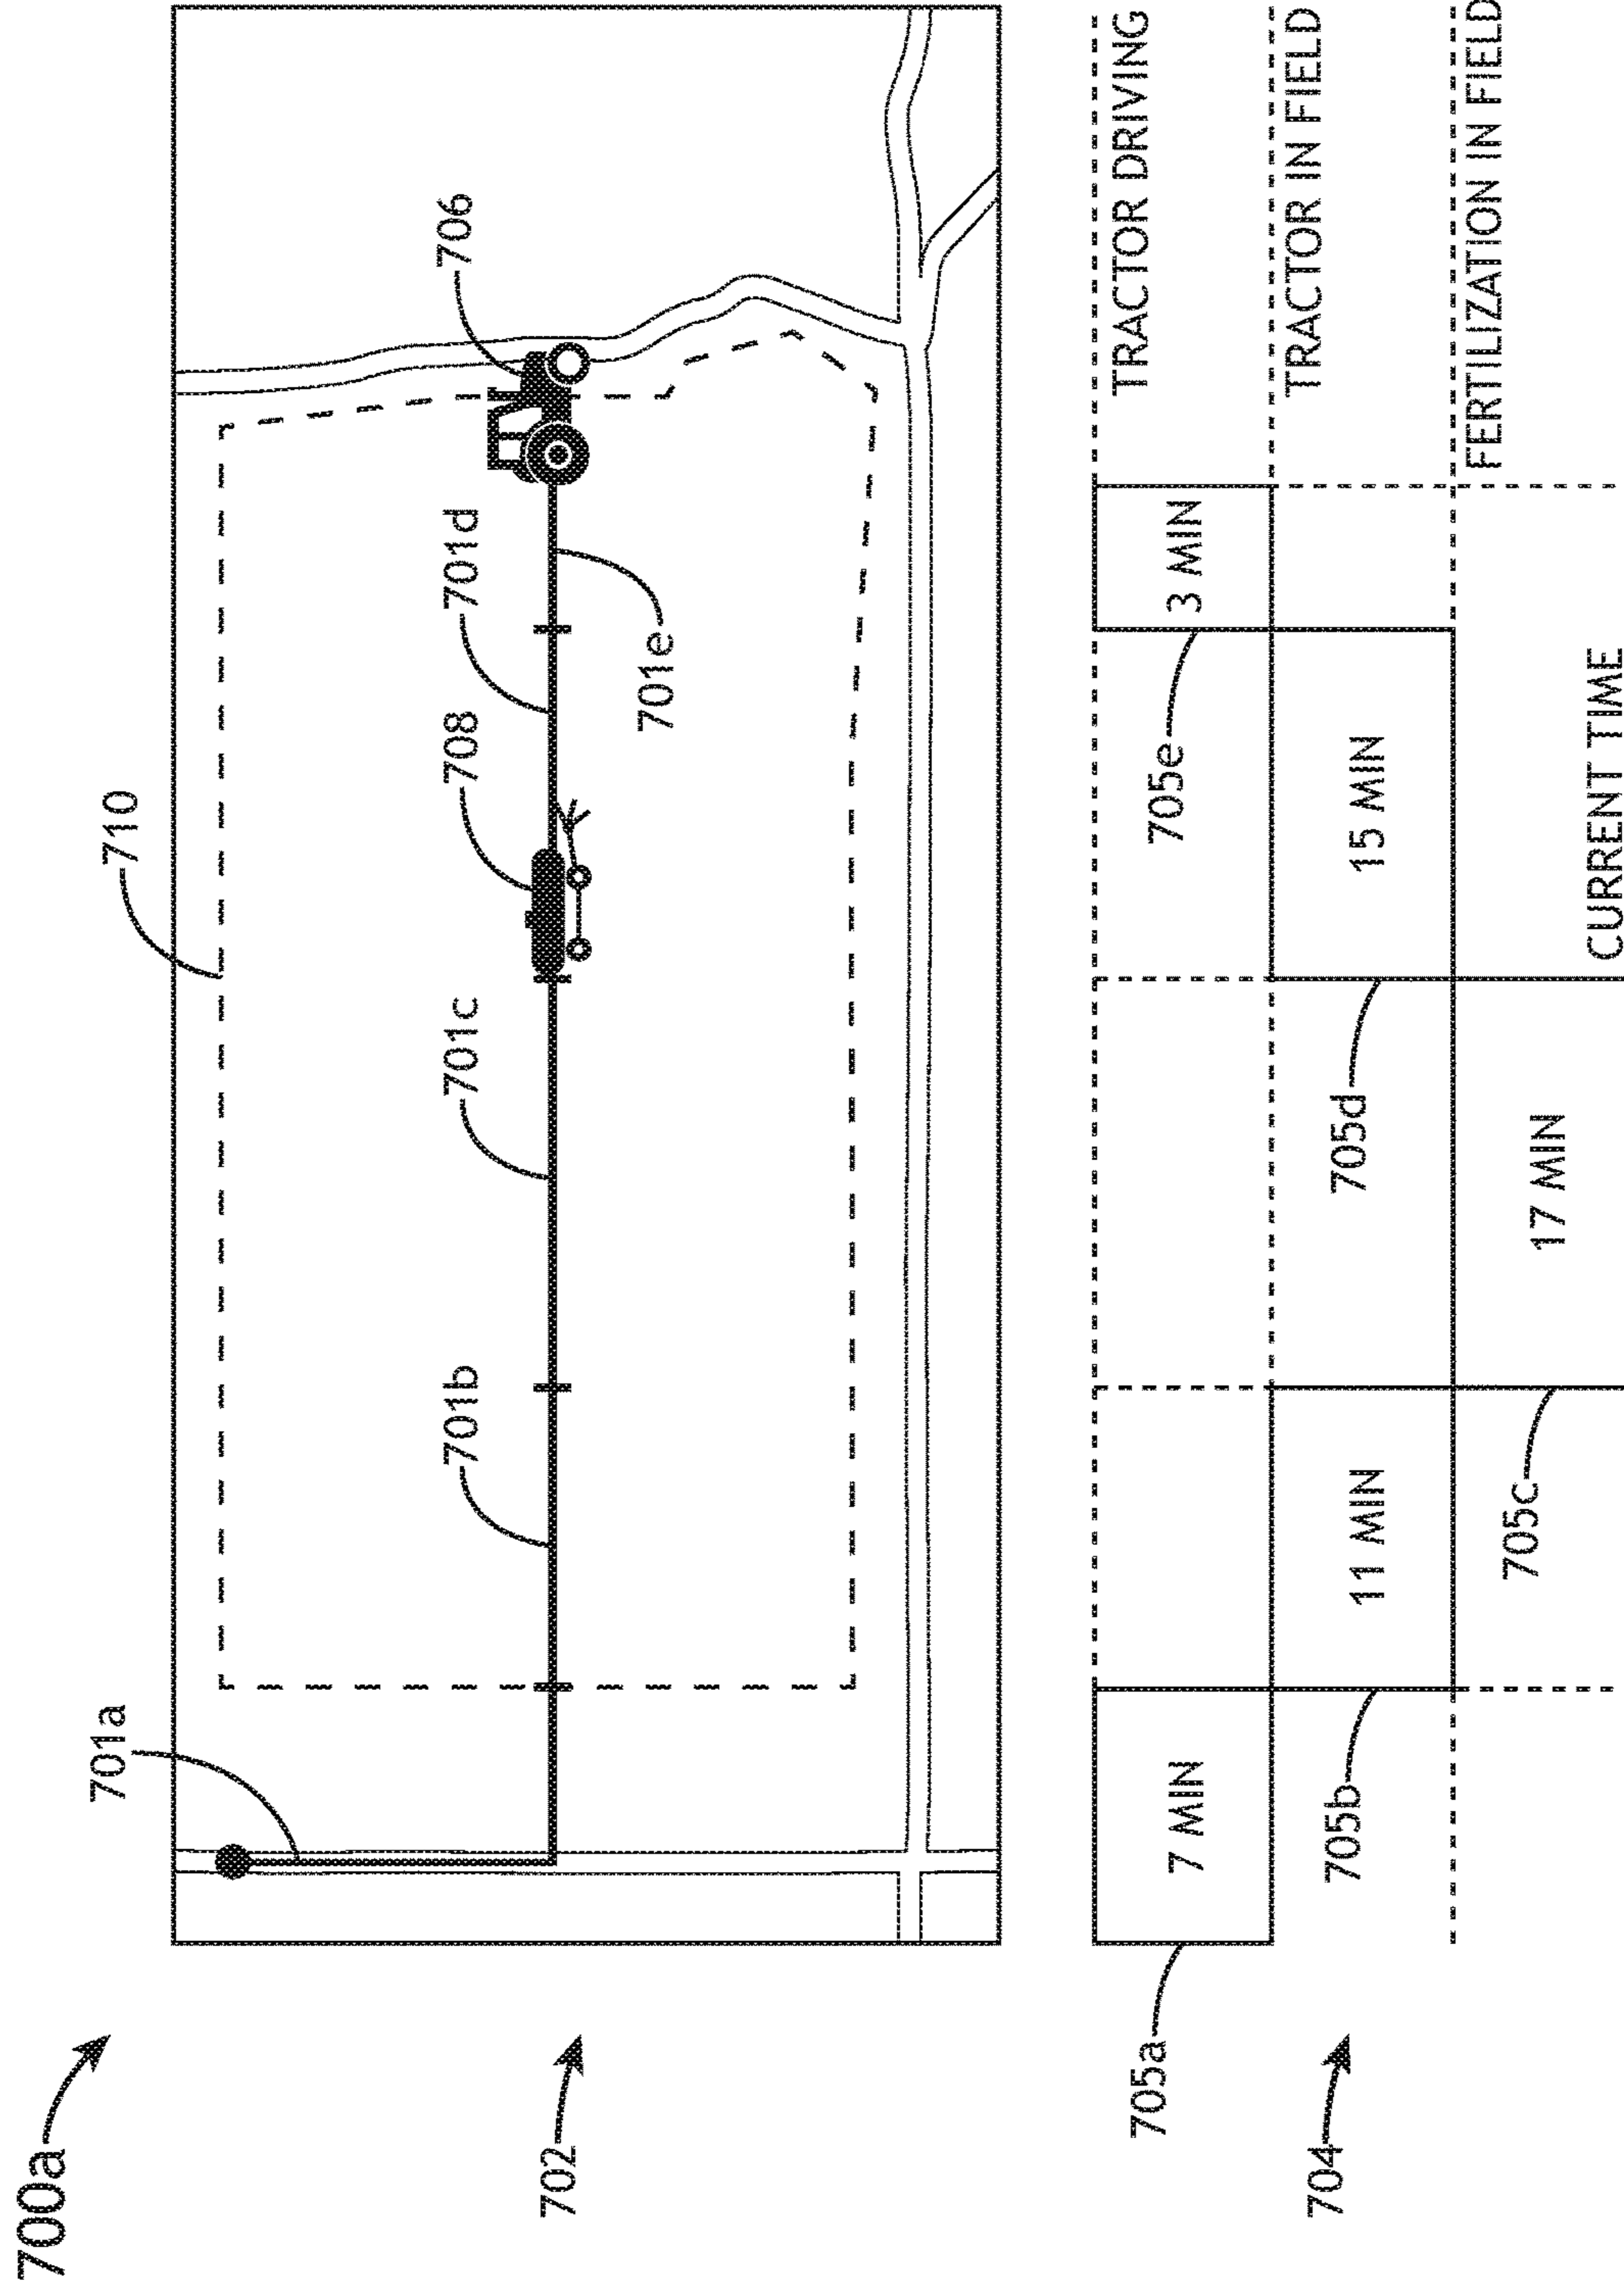 700a
702
701a
710
701b
701c
708
701d
701e
706
704
705a
7 MIN
3 MIN
TRACTOR DRIVING
705e
705b
11 MIN
705d
15 MIN
TRACTOR IN FIELD
705c
17 MIN
FERTILIZATION IN FIELD
CURRENT TIME